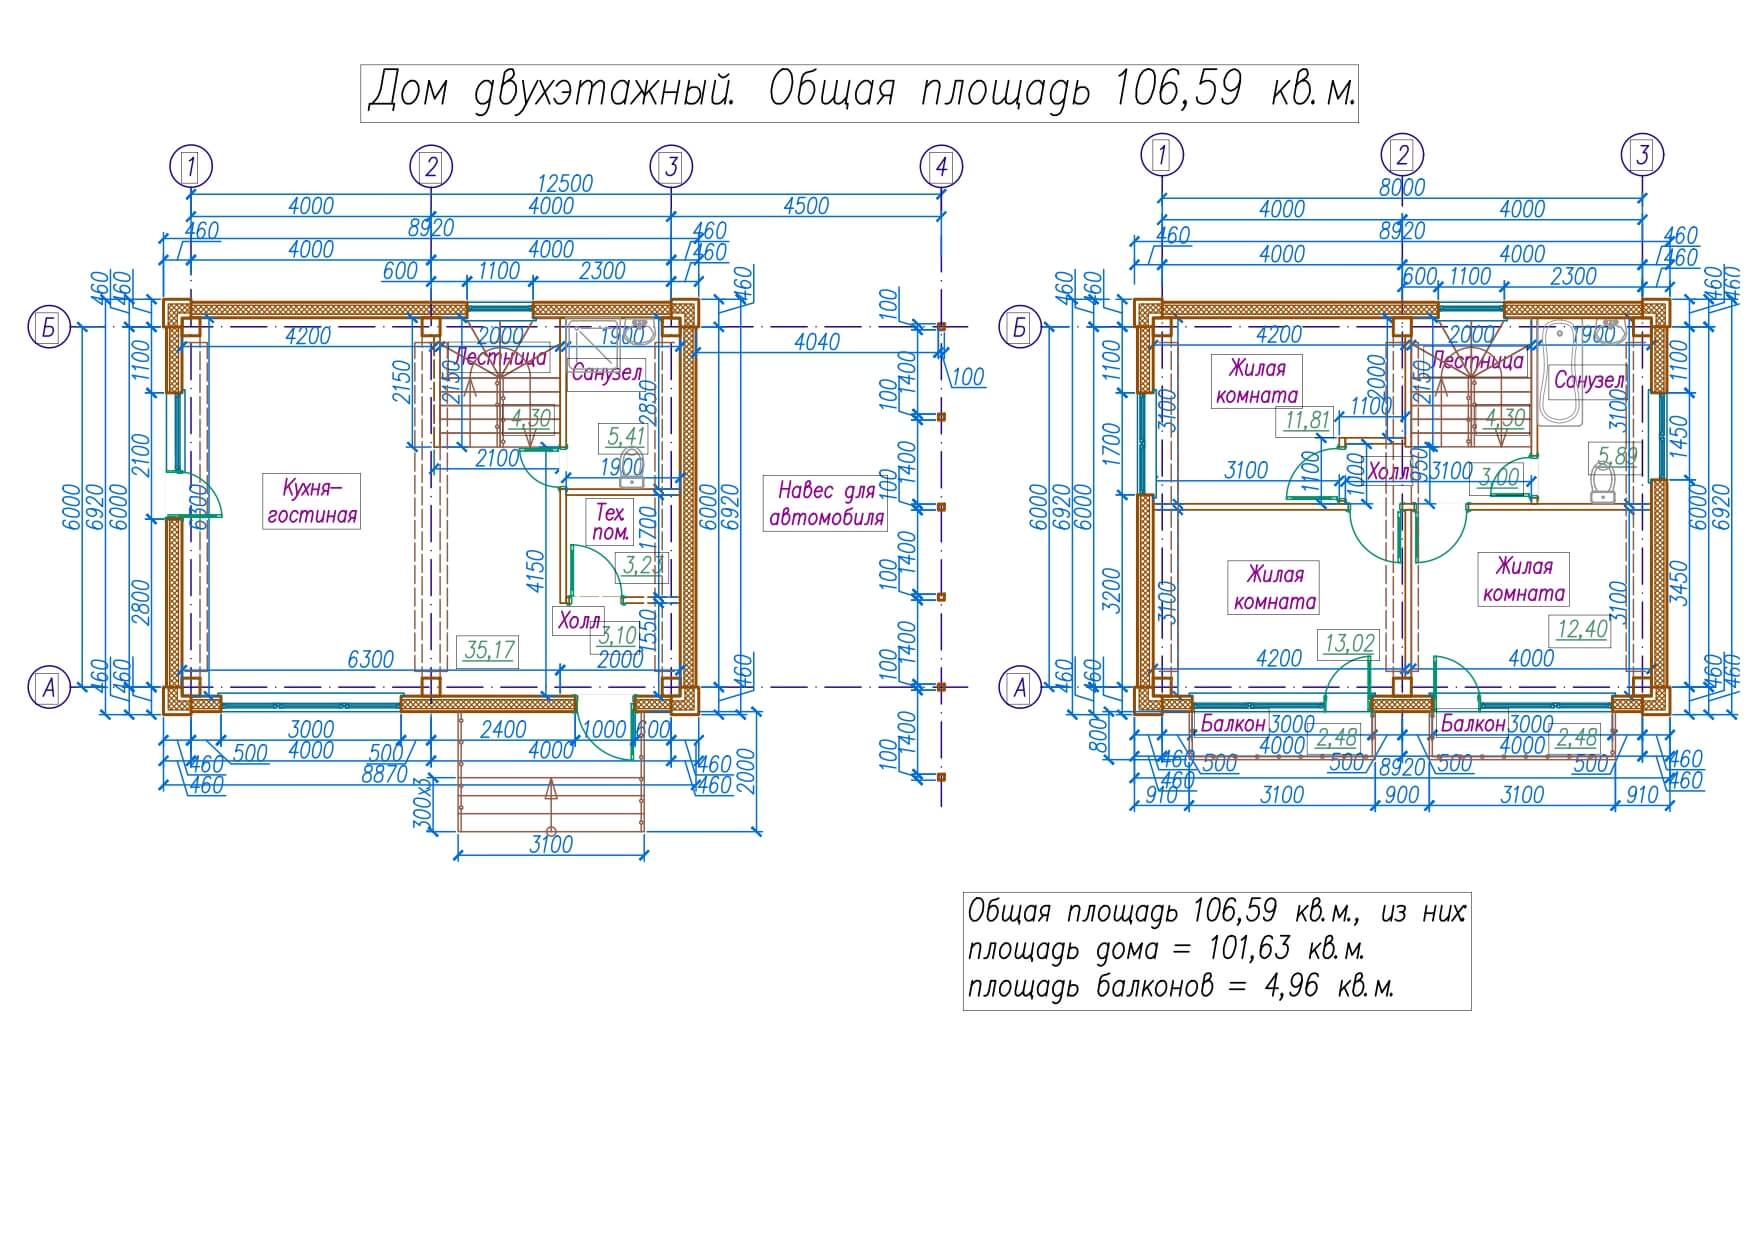 Дом двухэтажный. Общая площадь 106,59 кв.м.
1 2 3 4
12500
4000 4000 4500
8920
460 460
4000 4000 460
600 1100 2300
460 460 460
Б
1100
2100
2800
6000 6920 6000
460 460
А
4200 2000 1900
Лестница
Санузел
2150 2150
4,30
2850
5,41
2100 1900
Кухня-
гостиная
6300
Тех.
пом.
1700
3,23
4150
Холл
3,10
1550
35,17
6300 2000
6000 6920
460
4040
100
Навес для
автомобиля
100
1400
100
1400
100
1400
100
1400
100
1400
100
3000 2400 1000 600
500 4000 500 4000
460 8870 460
460 460
300х3
2000
3100
1 2 3
8000
4000 4000
8920
460 460
4000 4000 460
600 1100 2300
460 460 460 460
Б
1100
1700
3200
6000 6920 6000
460 460
А
800
4200 2000 1900
Жилая
комната
Лестница
Санузел
2000 2150
3100 3100
1100
11,81
4,30
5,89
3100
Холл
3100
3,00
1100 1000 950
Жилая
комната
Жилая
комната
3100 3100
13,02
12,40
4200 4000
1100
1450
3450
6000 6920
460 460
Балкон 3000 Балкон 3000
4000 2,48 4000 2,48
460 500 500 8920 500 500 460
460 460
910 3100 900 3100 910
Общая площадь 106,59 кв.м., из них:
площадь дома = 101,63 кв.м.
площадь балконов = 4,96 кв.м.